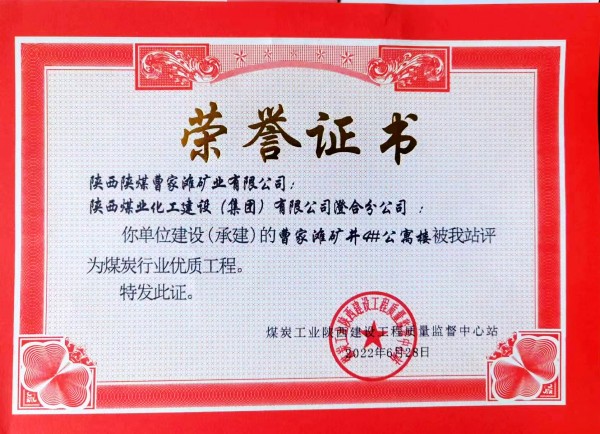 荣誉证书
陕西陕煤曹家滩矿业有限公司：
陕西煤业化工建设（集团）有限公司澄合分公司：
你单位建设(承建)的曹家滩矿井4#公寓楼被我站评
为煤炭行业优质工程。
特发此证。
煤炭工业陕西建设工程质量监督中心站
2022年6月28日